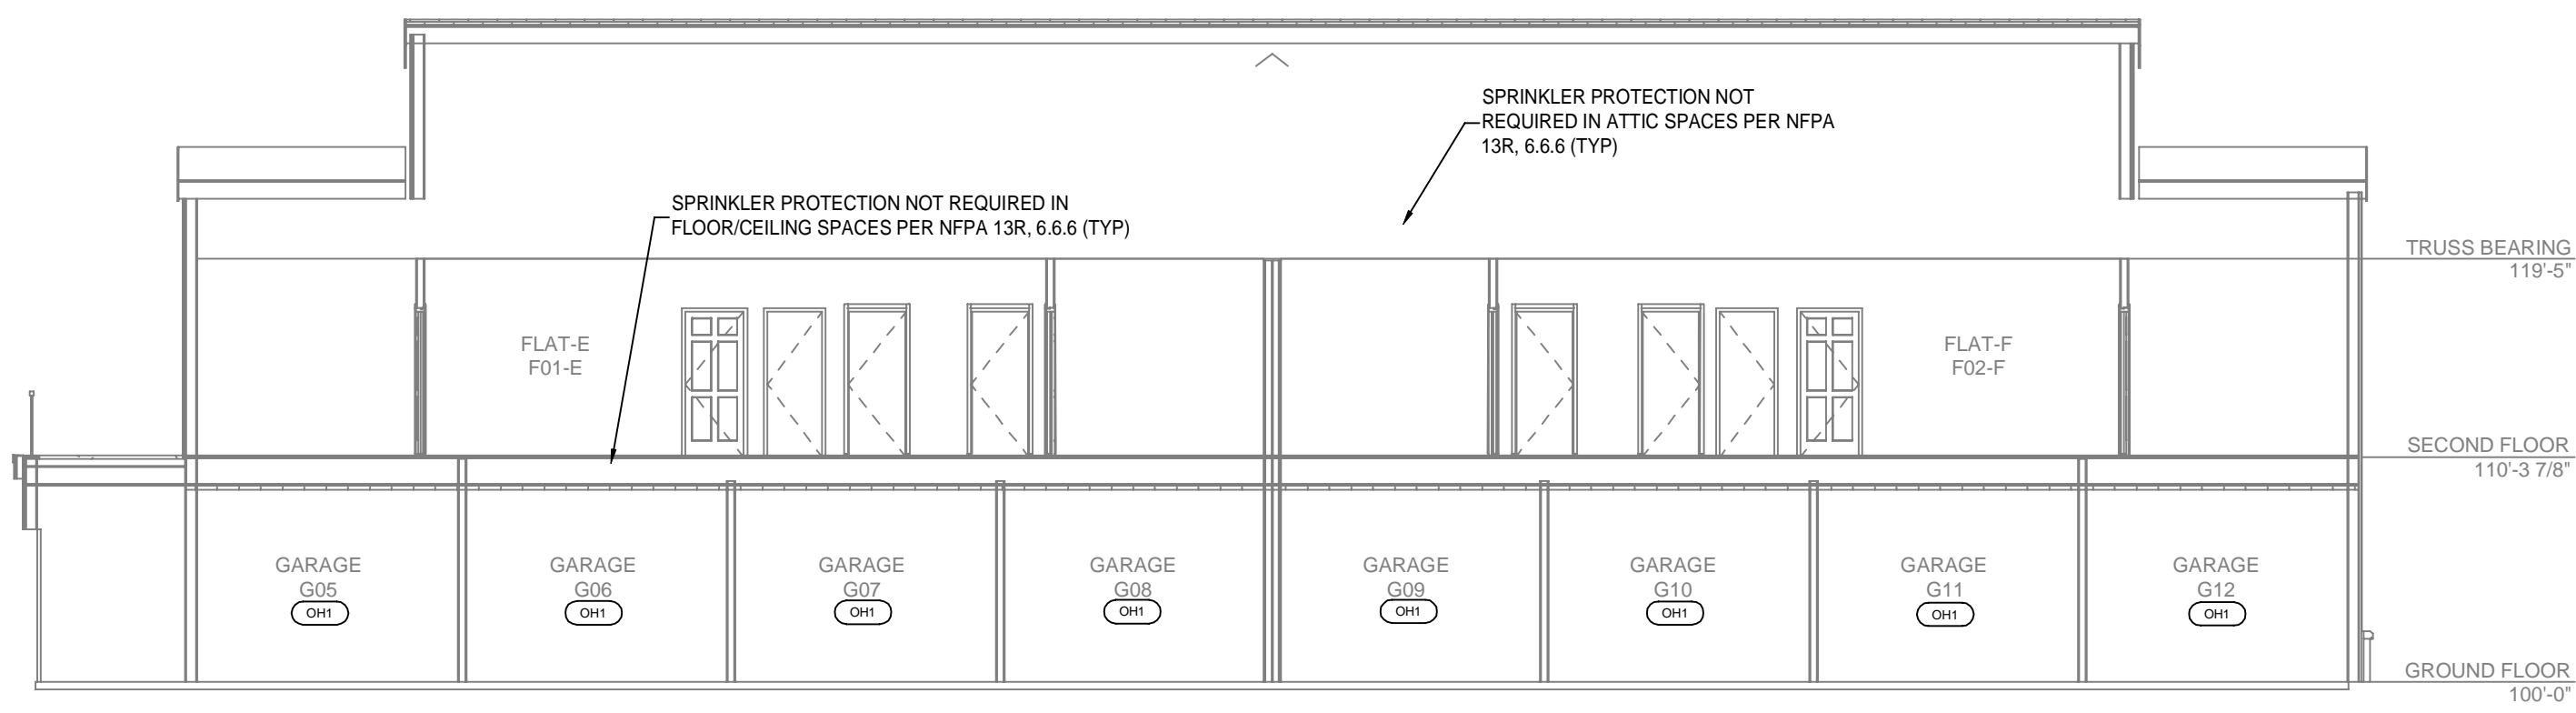 SPRINKLER PROTECTION NOT
REQUIRED IN ATTIC SPACES PER NFPA
13R, 6.6.6 (TYP)
SPRINKLER PROTECTION NOT REQUIRED IN
FLOOR/CEILING SPACES PER NFPA 13R, 6.6.6 (TYP)
TRUSS BEARING
119'-5"
FLAT-E
F01-E
FLAT-F
F02-F
SECOND FLOOR
110'-3 7/8"
GARAGE
G05
OH1
GARAGE
G06
OH1
GARAGE
G07
OH1
GARAGE
G08
OH1
GARAGE
G09
OH1
GARAGE
G10
OH1
GARAGE
G11
OH1
GARAGE
G12
OH1
GROUND FLOOR
100'-0"